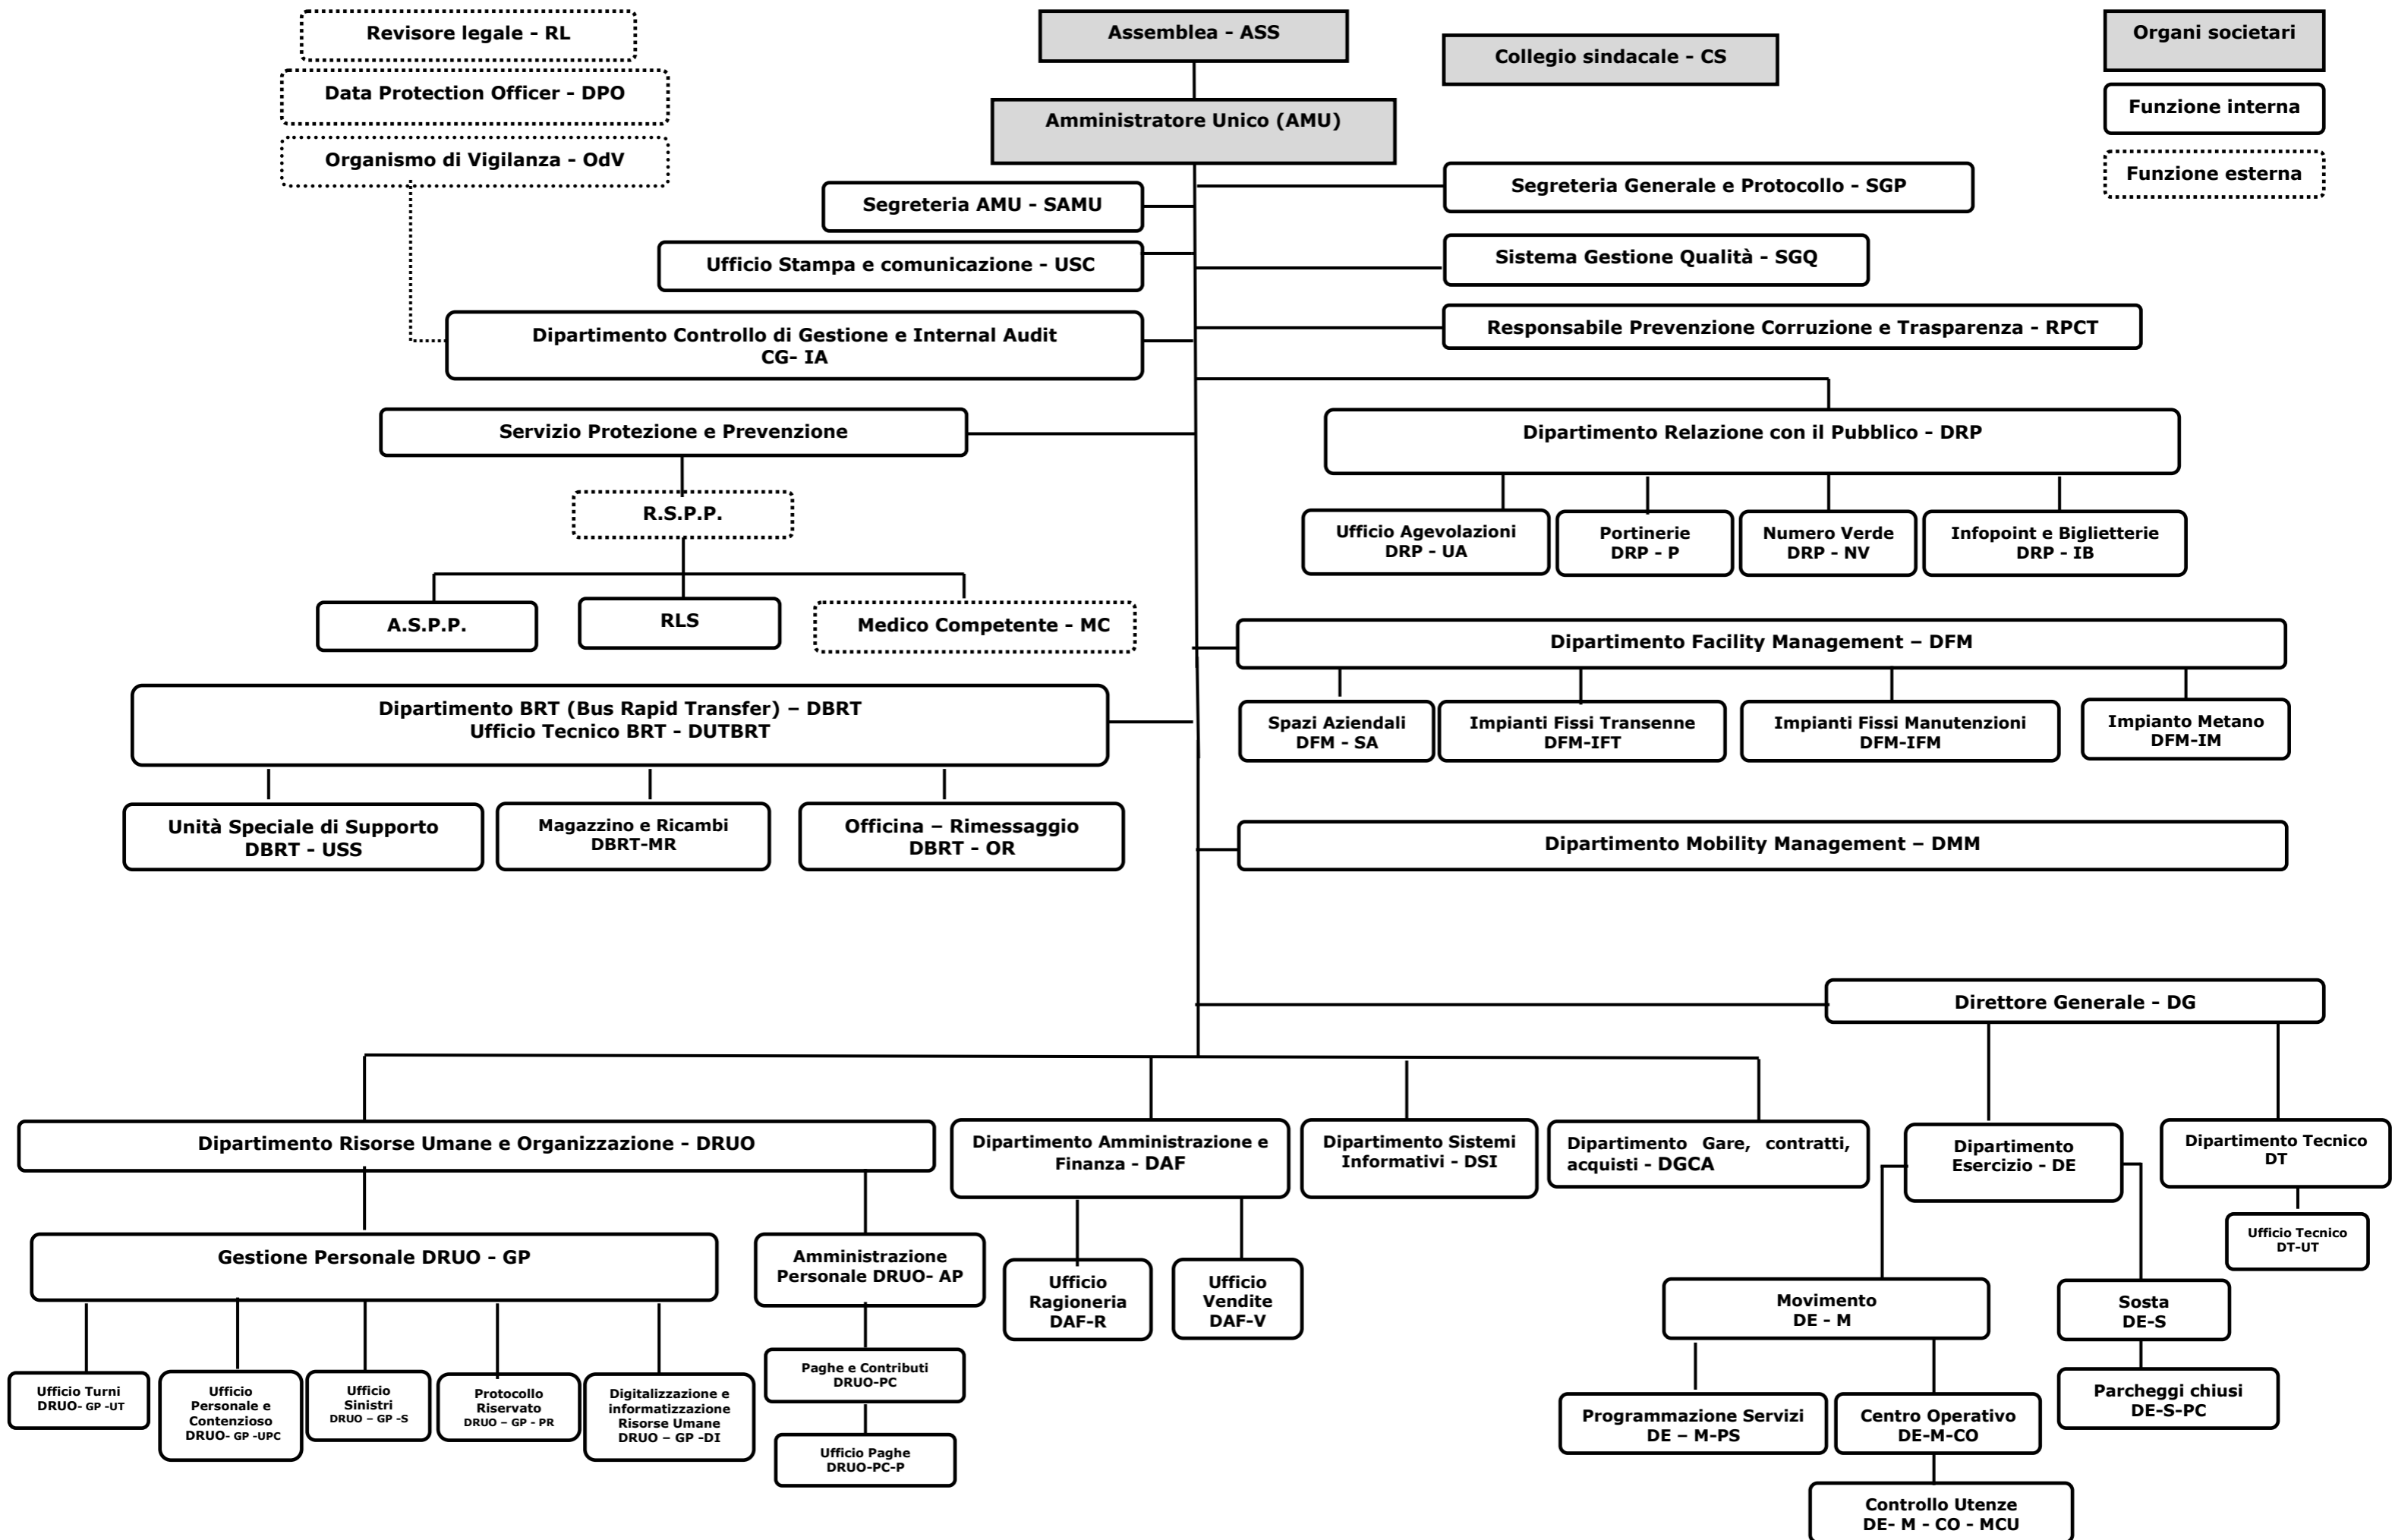 Revisore legale - RL
Data Protection Officer - DPO
Organismo di Vigilanza - OdV
Assemblea - ASS
Collegio sindacale - CS
Amministratore Unico (AMU)
Organi societari
Funzione interna
Funzione esterna
Segreteria AMU - SAMU
Segreteria Generale e Protocollo - SGP
Ufficio Stampa e comunicazione - USC
Sistema Gestione Qualità - SGQ
Dipartimento Controllo di Gestione e Internal Audit
CG- IA
Responsabile Prevenzione Corruzione e Trasparenza - RPCT
Servizio Protezione e Prevenzione
Dipartimento Relazione con il Pubblico - DRP
R.S.P.P.
Ufficio Agevolazioni
DRP - UA
Portinerie
DRP - P
Numero Verde
DRP - NV
Infopoint e Biglietterie
DRP - IB
A.S.P.P.
RLS
Medico Competente - MC
Dipartimento Facility Management – DFM
Dipartimento BRT (Bus Rapid Transfer) – DBRT
Ufficio Tecnico BRT - DUTBRT
Spazi Aziendali
DFM - SA
Impianti Fissi Transenne
DFM-IFT
Impianti Fissi Manutenzioni
DFM-IFM
Impianto Metano
DFM-IM
Unità Speciale di Supporto
DBRT - USS
Magazzino e Ricambi
DBRT-MR
Officina – Rimessaggio
DBRT - OR
Dipartimento Mobility Management – DMM
Direttore Generale - DG
Dipartimento Risorse Umane e Organizzazione - DRUO
Dipartimento Amministrazione e
Finanza - DAF
Dipartimento Sistemi
Informativi - DSI
Dipartimento Gare, contratti,
acquisti - DGCA
Dipartimento
Esercizio - DE
Dipartimento Tecnico
DT
Ufficio Tecnico
DT-UT
Gestione Personale DRUO - GP
Amministrazione
Personale DRUO- AP
Ufficio
Ragioneria
DAF-R
Ufficio
Vendite
DAF-V
Movimento
DE - M
Sosta
DE-S
Ufficio Turni
DRUO- GP -UT
Ufficio
Personale e
Contenzioso
DRUO- GP -UPC
Ufficio
Sinistri
DRUO – GP -S
Protocollo
Riservato
DRUO – GP - PR
Digitalizzazione e
informatizzazione
Risorse Umane
DRUO – GP -DI
Paghe e Contributi
DRUO-PC
Ufficio Paghe
DRUO-PC-P
Programmazione Servizi
DE – M-PS
Centro Operativo
DE-M-CO
Parcheggi chiusi
DE-S-PC
Controllo Utenze
DE- M - CO - MCU